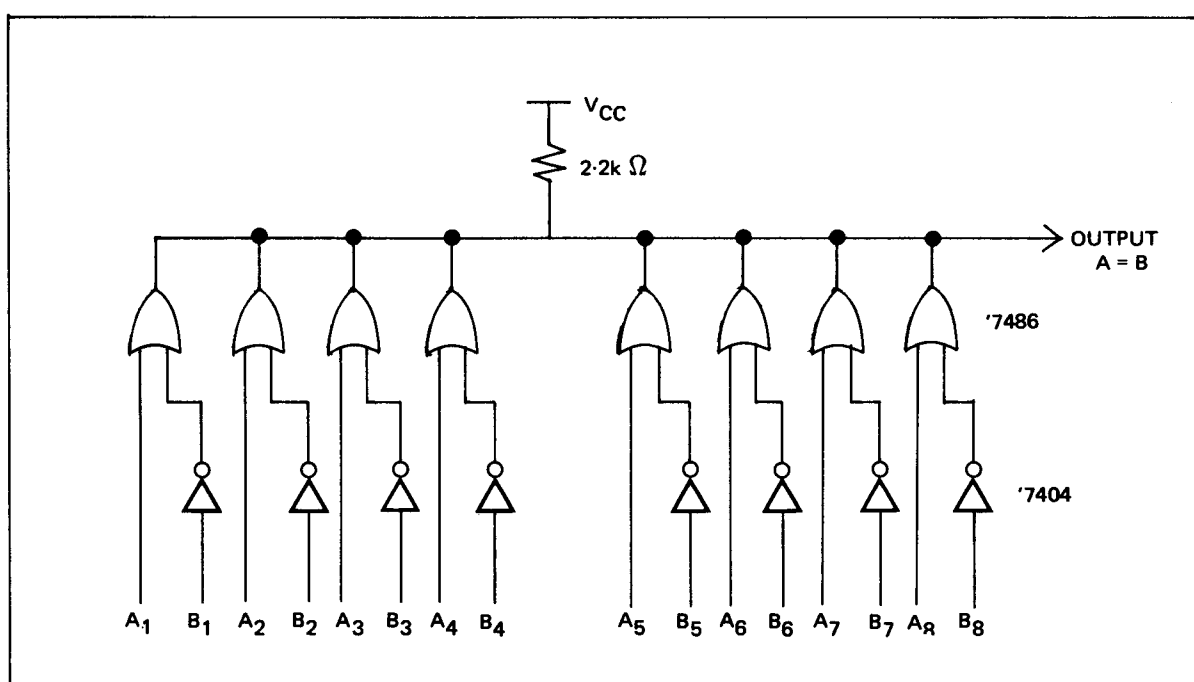 V_CC
2·2k Ω
OUTPUT
A = B
'7486
'7404
A₁ B₁ A₂ B₂ A₃ B₃ A₄ B₄ A₅ B₅ A₆ B₆ A₇ B₇ A₈ B₈